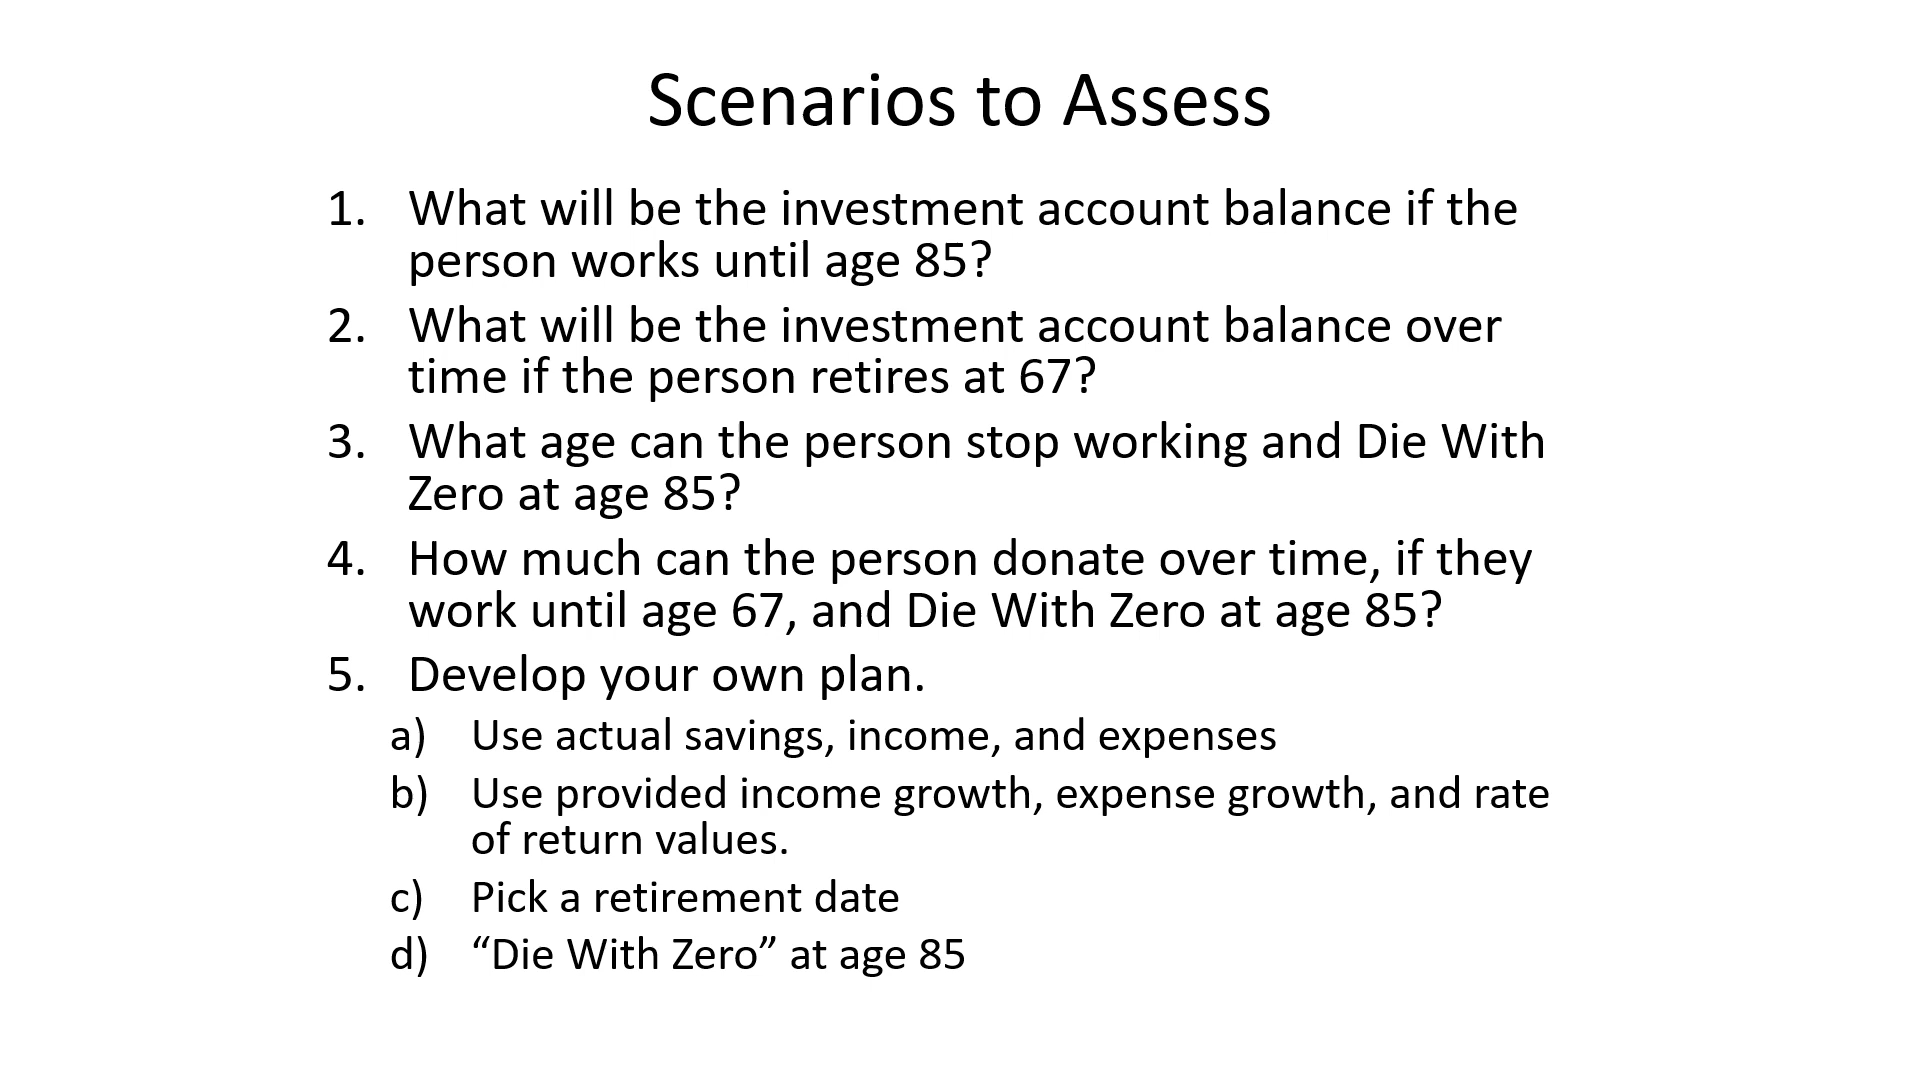 Scenarios to Assess
1. What will be the investment account balance if the
person works until age 85?
2. What will be the investment account balance over
time if the person retires at 67?
3. What age can the person stop working and Die With
Zero at age 85?
4. How much can the person donate over time, if they
work until age 67, and Die With Zero at age 85?
5. Develop your own plan.
a) Use actual savings, income, and expenses
b) Use provided income growth, expense growth, and rate
of return values.
c) Pick a retirement date
d) “Die With Zero” at age 85